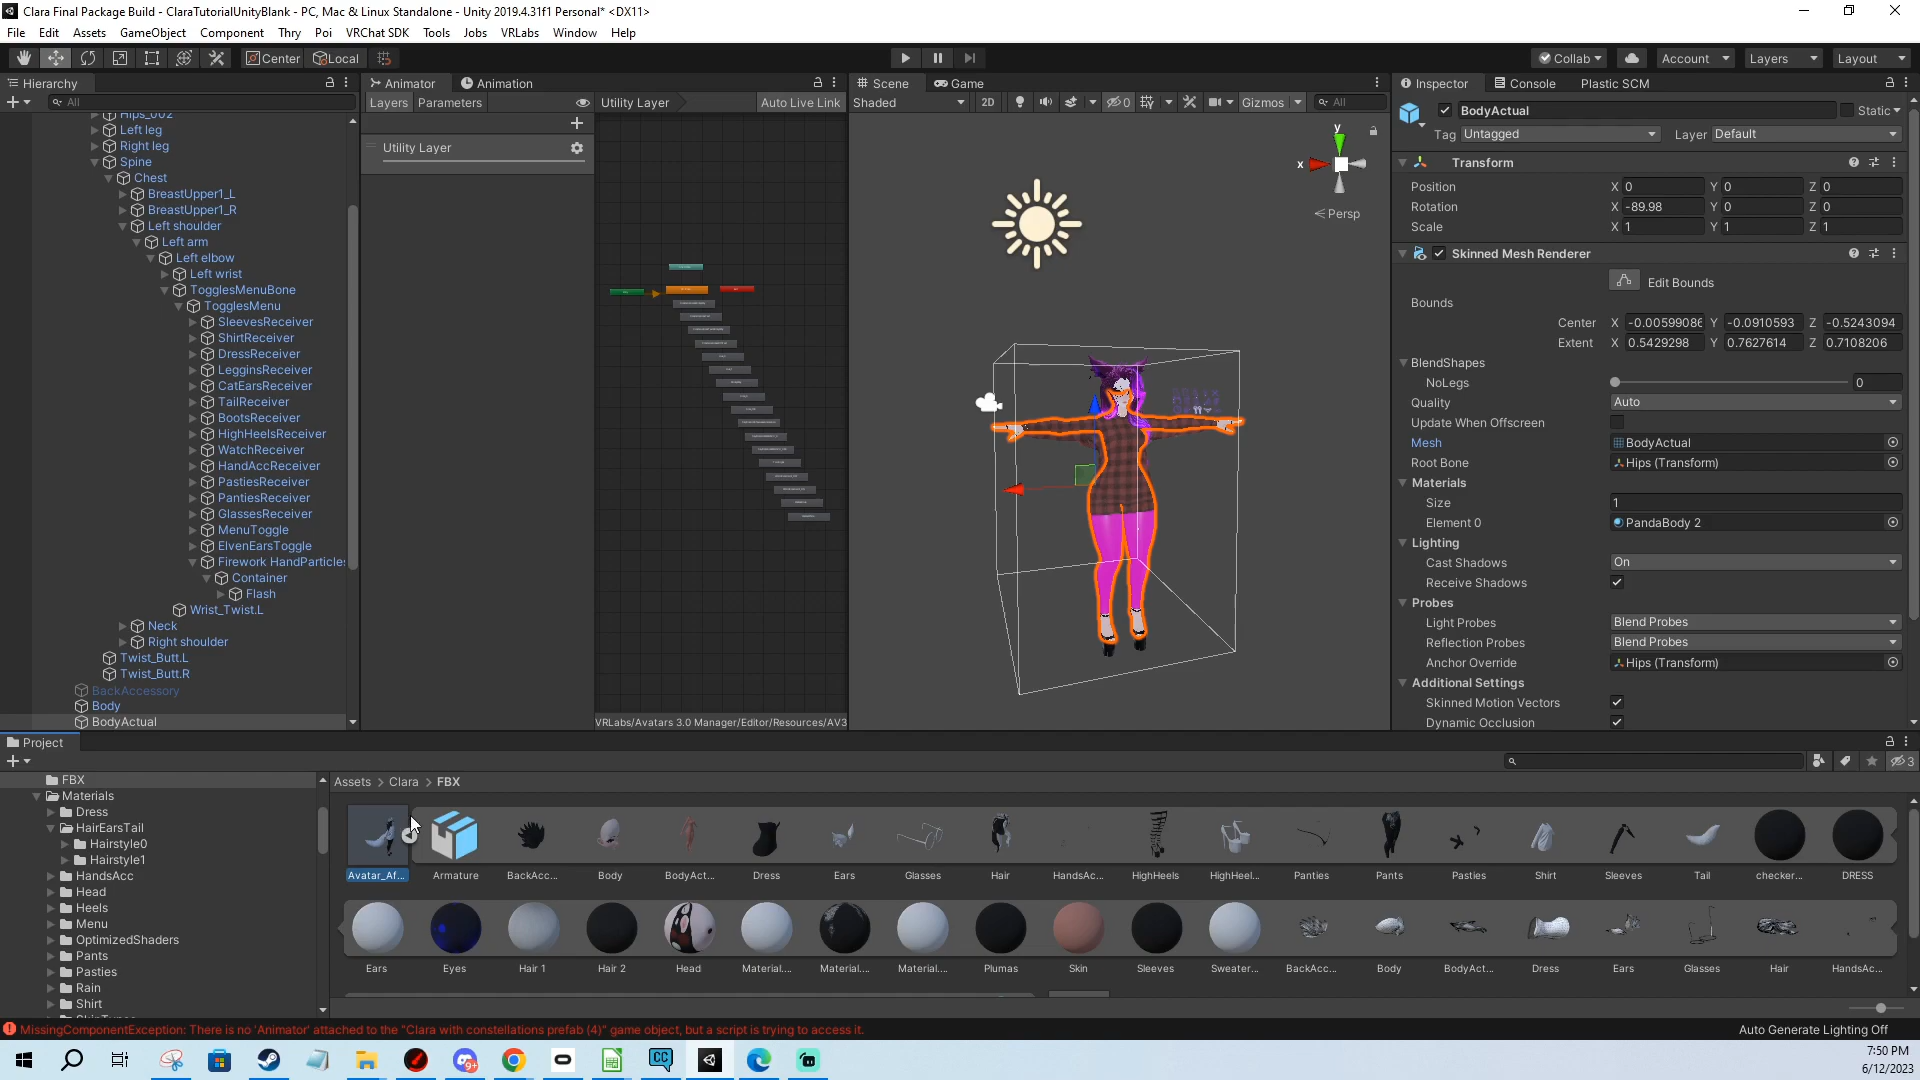 Clara Final Package Build - ClaraTutorialUnityBlank - PC, Mac & Linux Standalone - Unity 2019.4.31f1 Personal* <DX11>
File Edit Assets GameObject Component Thry Poi VRChat SDK Tools Jobs VRLabs Window Help
Center Local Collab Account Layers Layout
Hierarchy Animator Animation Scene Game Inspector Console Plastic SCM
All Layers Parameters Utility Layer Auto Live Link Shaded 2D 0 Gizmos All
BodyActual Static
Tag Untagged Layer Default
Utility Layer
Hips_002
Left leg
Right leg
Spine
Chest
BreastUpper1_L
BreastUpper1_R
Left shoulder
Left arm
Left elbow
Left wrist
TogglesMenuBone
TogglesMenu
SleevesReceiver
ShirtReceiver
DressReceiver
LegginsReceiver
CatEarsReceiver
TailReceiver
BootsReceiver
HighHeelsReceiver
WatchReceiver
HandAccReceiver
PastiesReceiver
PantiesReceiver
GlassesReceiver
MenuToggle
ElvenEarsToggle
Firework HandParticles
Container
Flash
Wrist_Twist.L
Neck
Right shoulder
Twist_Butt.L
Twist_Butt.R
BackAccessory
Body
BodyActual
VRLabs/Avatars 3.0 Manager/Editor/Resources/AV3
y
x
Persp
Transform
Position X 0 Y 0 Z 0
Rotation X -89.98 Y 0 Z 0
Scale X 1 Y 1 Z 1
Skinned Mesh Renderer
Edit Bounds
Bounds
Center X -0.00599086 Y -0.0910593 Z -0.5243094
Extent X 0.5429298 Y 0.7627614 Z 0.7108206
BlendShapes
NoLegs 0
Quality Auto
Update When Offscreen
Mesh BodyActual
Root Bone Hips (Transform)
Materials
Size 1
Element 0 PandaBody 2
Lighting
Cast Shadows On
Receive Shadows
Probes
Light Probes Blend Probes
Reflection Probes Blend Probes
Anchor Override Hips (Transform)
Additional Settings
Skinned Motion Vectors
Dynamic Occlusion
Project
3
FBX
Materials
Dress
HairEarsTail
Hairstyle0
Hairstyle1
HandsAcc
Head
Heels
Menu
OptimizedShaders
Pants
Pasties
Rain
Shirt
Assets > Clara > FBX
Avatar_Af... Armature BackAcc... Body BodyAct... Dress Ears Glasses Hair HandsAc... HighHeels HighHeel... Panties Pants Pasties Shirt Sleeves Tail checker... DRESS
Ears Eyes Hair 1 Hair 2 Head Material.... Material.... Material.... Plumas Skin Sleeves Sweater... BackAcc... Body BodyAct... Dress Ears Glasses Hair HandsAc...
MissingComponentException: There is no 'Animator' attached to the "Clara with constellations prefab (4)" game object, but a script is trying to access it.
Auto Generate Lighting Off
9+
CC
7:50 PM
6/12/2023